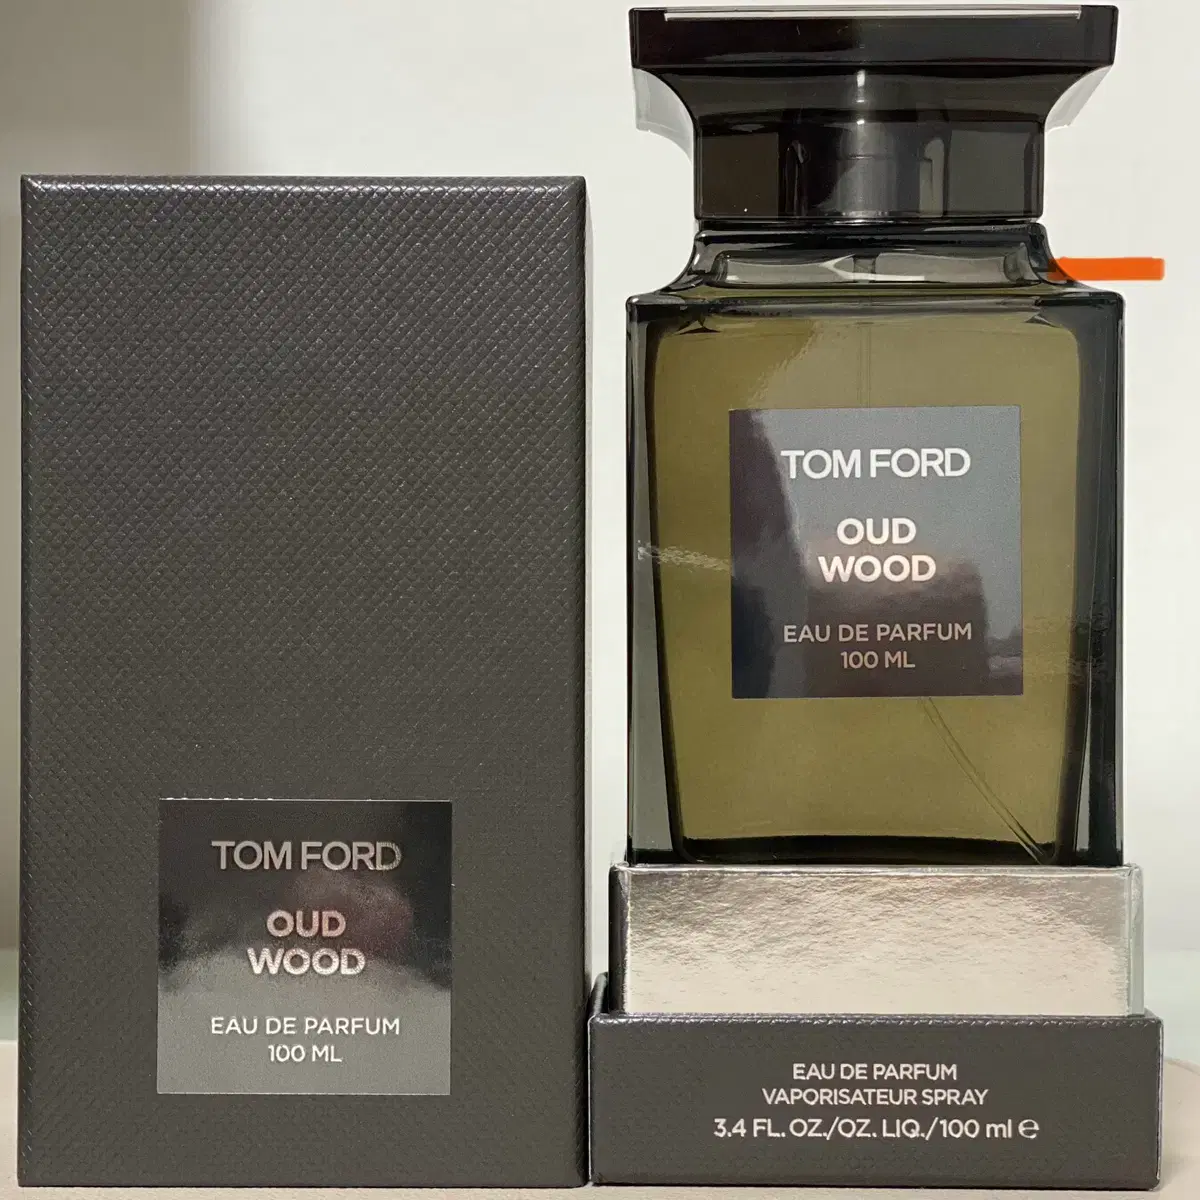 TOM FORD
OUD
WOOD
EAU DE PARFUM
100 ML
TOM FORD
OUD
WOOD
EAU DE PARFUM
100 ML
EAU DE PARFUM
VAPORISATEUR SPRAY
3.4 FL. OZ./OZ. LIQ./100 ml ℮